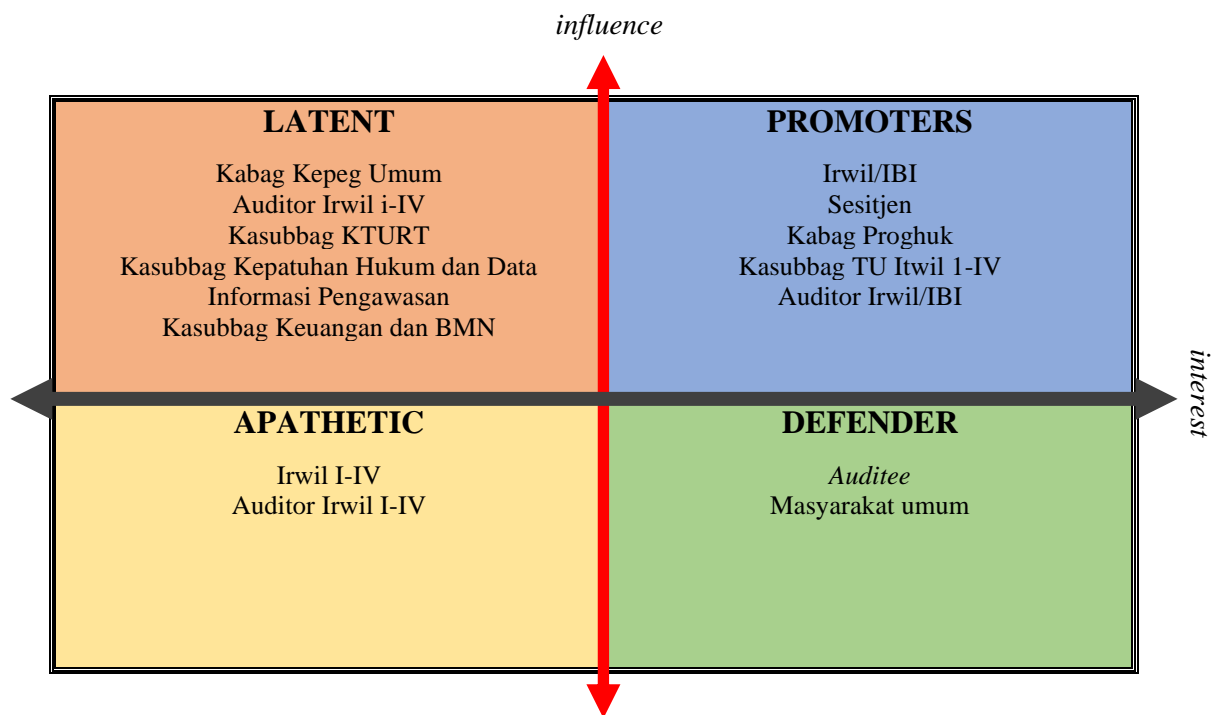 influence
LATENT
Kabag Kepeg Umum
Auditor Irwil i-IV
Kasubbag KTURT
Kasubbag Kepatuhan Hukum dan Data
Informasi Pengawasan
Kasubbag Keuangan dan BMN
PROMOTERS
Irwil/IBI
Sesitjen
Kabag Proghuk
Kasubbag TU Itwil 1-IV
Auditor Irwil/IBI
interest
APATHETIC
Irwil I-IV
Auditor Irwil I-IV
DEFENDER
Auditee
Masyarakat umum